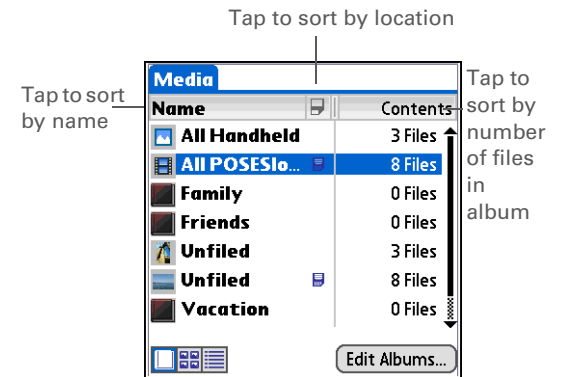 Tap to sort by location
Media
Tap to sort
by name
Tap to
sort by
number
of files
in
album
Name Contents
All Handheld 3 Files
All POSESlo... 8 Files
Family 0 Files
Friends 0 Files
Unfiled 3 Files
Unfiled 8 Files
Vacation 0 Files
Edit Albums...